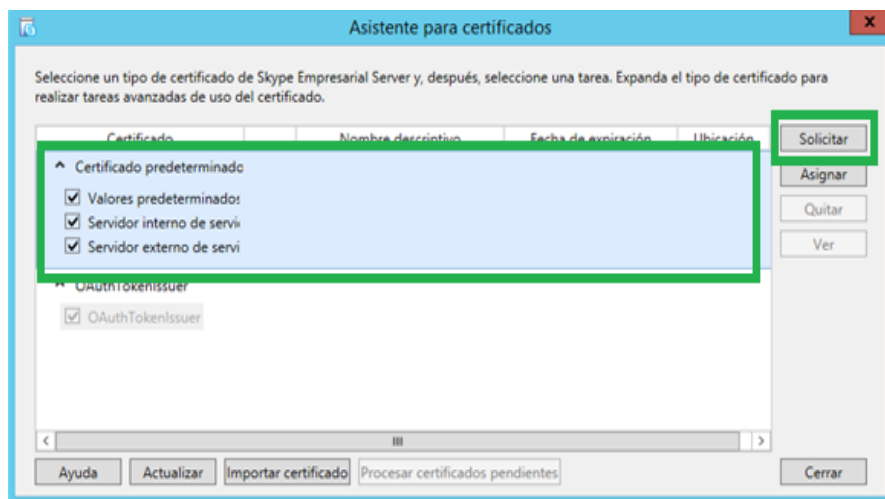 Asistente para certificados
x
Seleccione un tipo de certificado de Skype Empresarial Server y, después, seleccione una tarea. Expanda el tipo de certificado para
realizar tareas avanzadas de uso del certificado.
Certificado Nombre descriptivo Fecha de expiración Ubicación
Solicitar
Certificado predeterminado
Asignar
Valores predeterminados
Quitar
Servidor interno de servi
Servidor externo de servi
Ver
OAuthTokenIssuer
OAuthTokenIssuer
Ayuda Actualizar Importar certificado Procesar certificados pendientes Cerrar